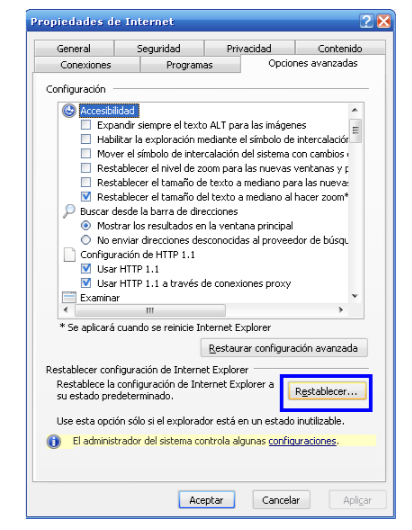 Propiedades de Internet
General Seguridad Privacidad Contenido
Conexiones Programas Opciones avanzadas
Configuración
Accesibilidad
Expandir siempre el texto ALT para las imágenes
Habilitar la exploración mediante el símbolo de intercalación
Mover el símbolo de intercalación del sistema con cambios
Restablecer el nivel de zoom para las nuevas ventanas y p
Restablecer el tamaño de texto a mediano para las nuevas
Restablecer el tamaño del texto a mediano al hacer zoom*
Buscar desde la barra de direcciones
Mostrar los resultados en la ventana principal
No enviar direcciones desconocidas al proveedor de búsqu
Configuración de HTTP 1.1
Usar HTTP 1.1
Usar HTTP 1.1 a través de conexiones proxy
Examinar
* Se aplicará cuando se reinicie Internet Explorer
Restaurar configuración avanzada
Restablecer configuración de Internet Explorer
Restablece la configuración de Internet Explorer a
su estado predeterminado.
Restablecer...
Use esta opción sólo si el explorador está en un estado inutilizable.
El administrador del sistema controla algunas configuraciones.
Aceptar Cancelar Aplicar